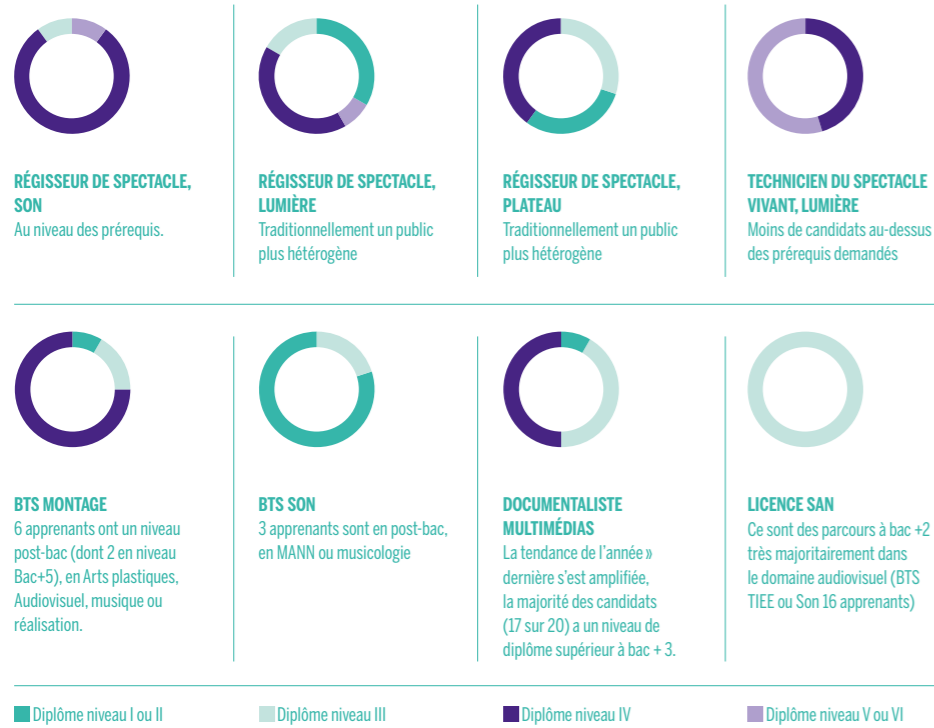 RÉGISSEUR DE SPECTACLE,
SON
Au niveau des prérequis.
RÉGISSEUR DE SPECTACLE,
LUMIÈRE
Traditionnellement un public
plus hétérogène
RÉGISSEUR DE SPECTACLE,
PLATEAU
Traditionnellement un public
plus hétérogène
TECHNICIEN DU SPECTACLE
VIVANT, LUMIÈRE
Moins de candidats au-dessus
des prérequis demandés
BTS MONTAGE
6 apprenants ont un niveau
post-bac (dont 2 en niveau
Bac+5), en Arts plastiques,
Audiovisuel, musique ou
réalisation.
BTS SON
3 apprenants sont en post-bac,
en MANN ou musicologie
DOCUMENTALISTE
MULTIMÉDIAS
La tendance de l'année »
dernière s'est amplifiée,
la majorité des candidats
(17 sur 20) a un niveau de
diplôme supérieur à bac + 3.
LICENCE SAN
Ce sont des parcours à bac +2
très majoritairement dans
le domaine audiovisuel (BTS
TIEE ou Son 16 apprenants)
Diplôme niveau I ou II
Diplôme niveau III
Diplôme niveau IV
Diplôme niveau V ou VI